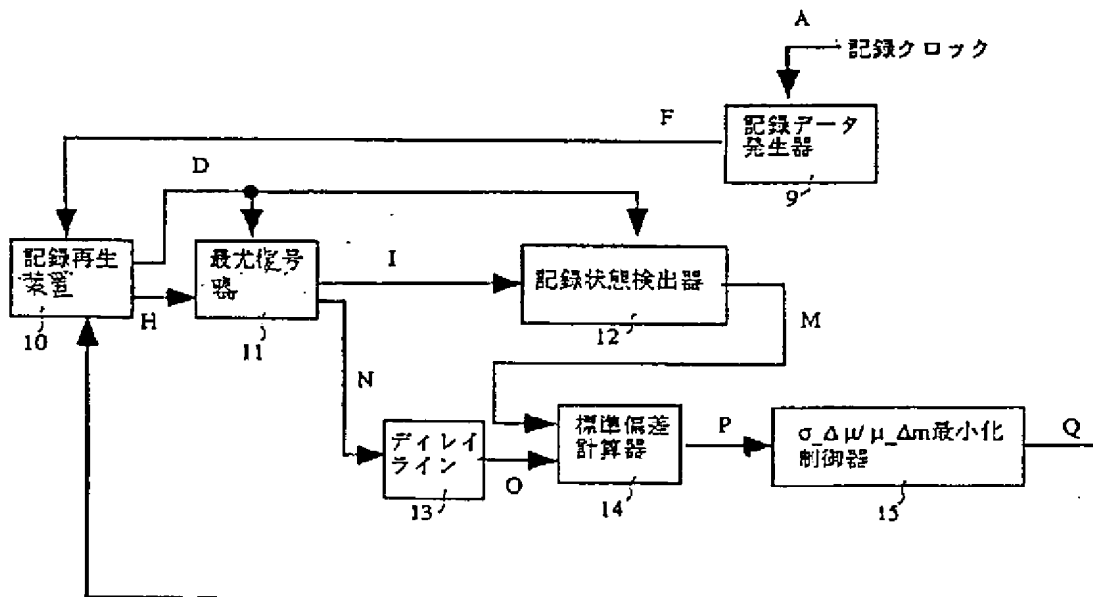 A
記録クロック
F
記録データ
発生器
9
D
記録再生
装置
10
H
最尤復号
器
11
I
記録状態検出器
12
M
N
ディレイ
ライン
13
O
標準偏差
計算器
14
P
σ_Δμ/μ_Δm最小化
制御器
15
Q